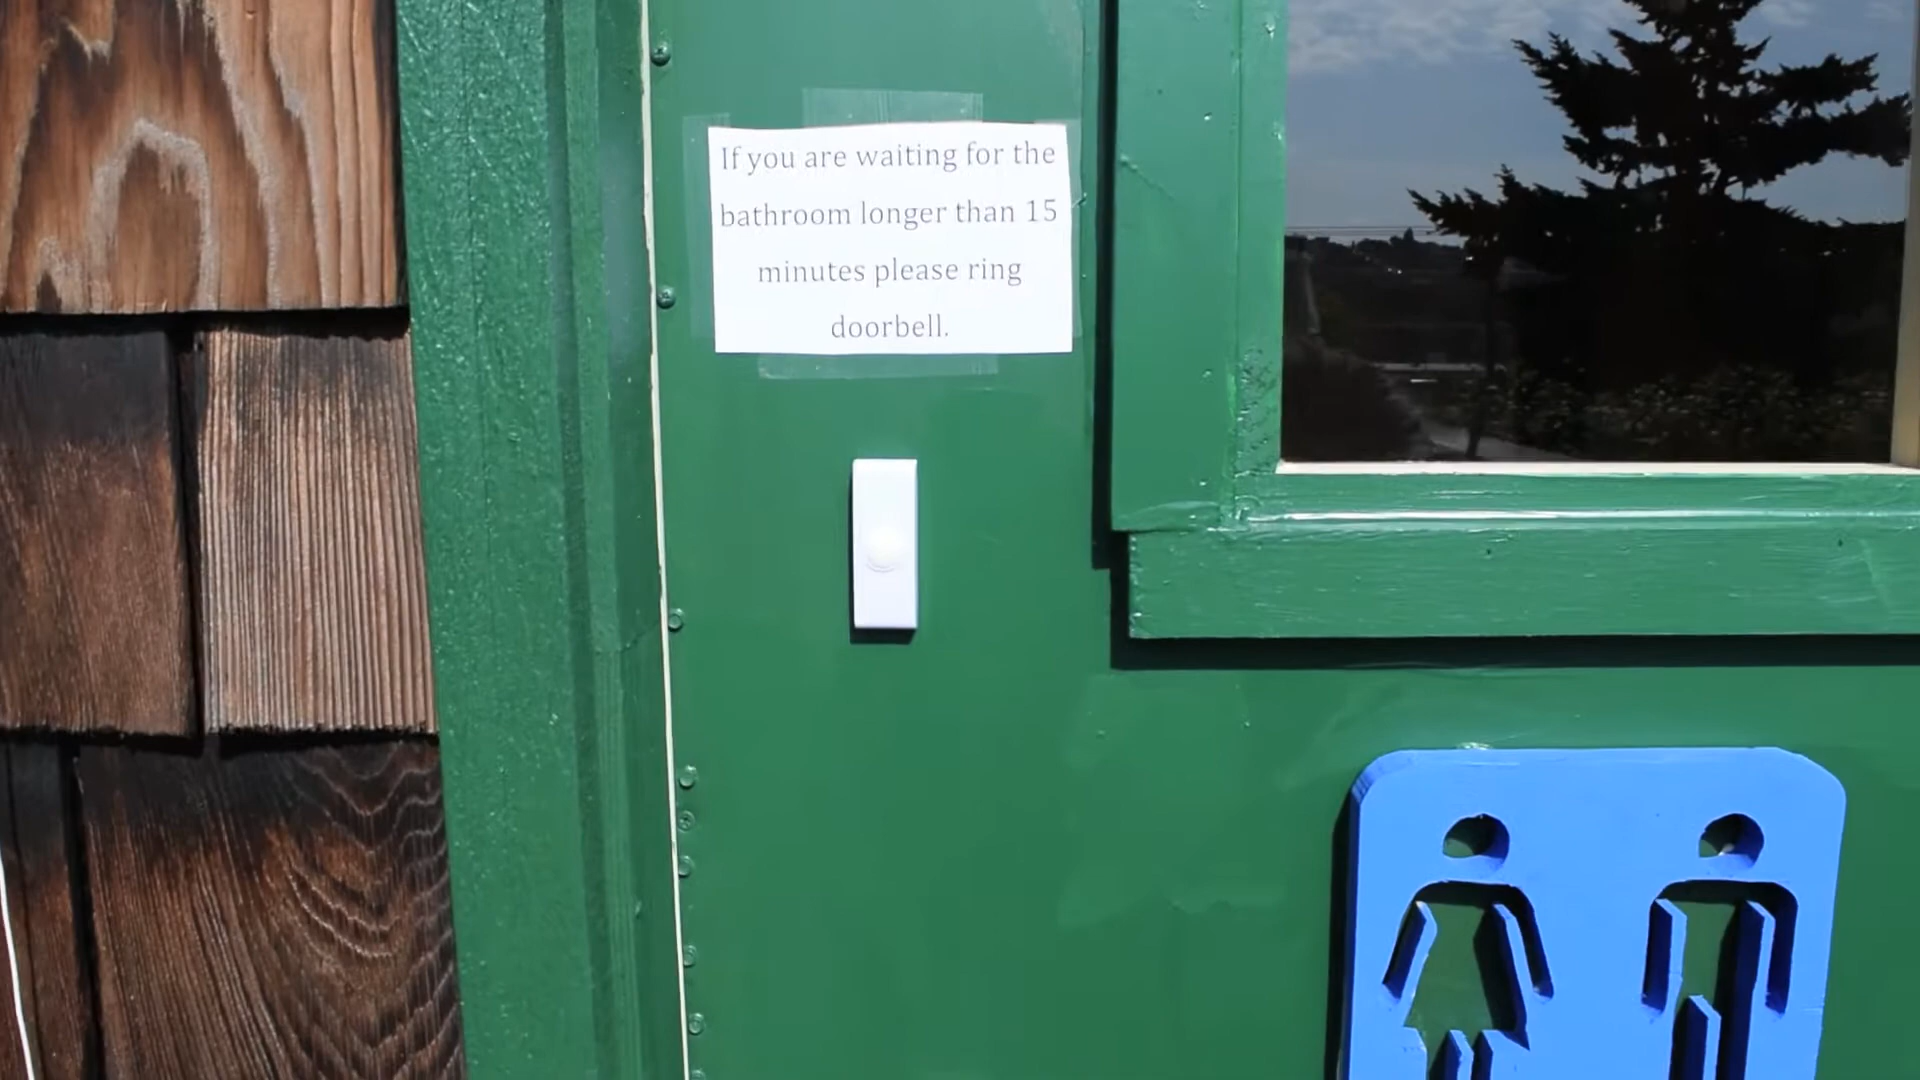 If you are waiting for the
bathroom longer than 15
minutes please ring
doorbell.